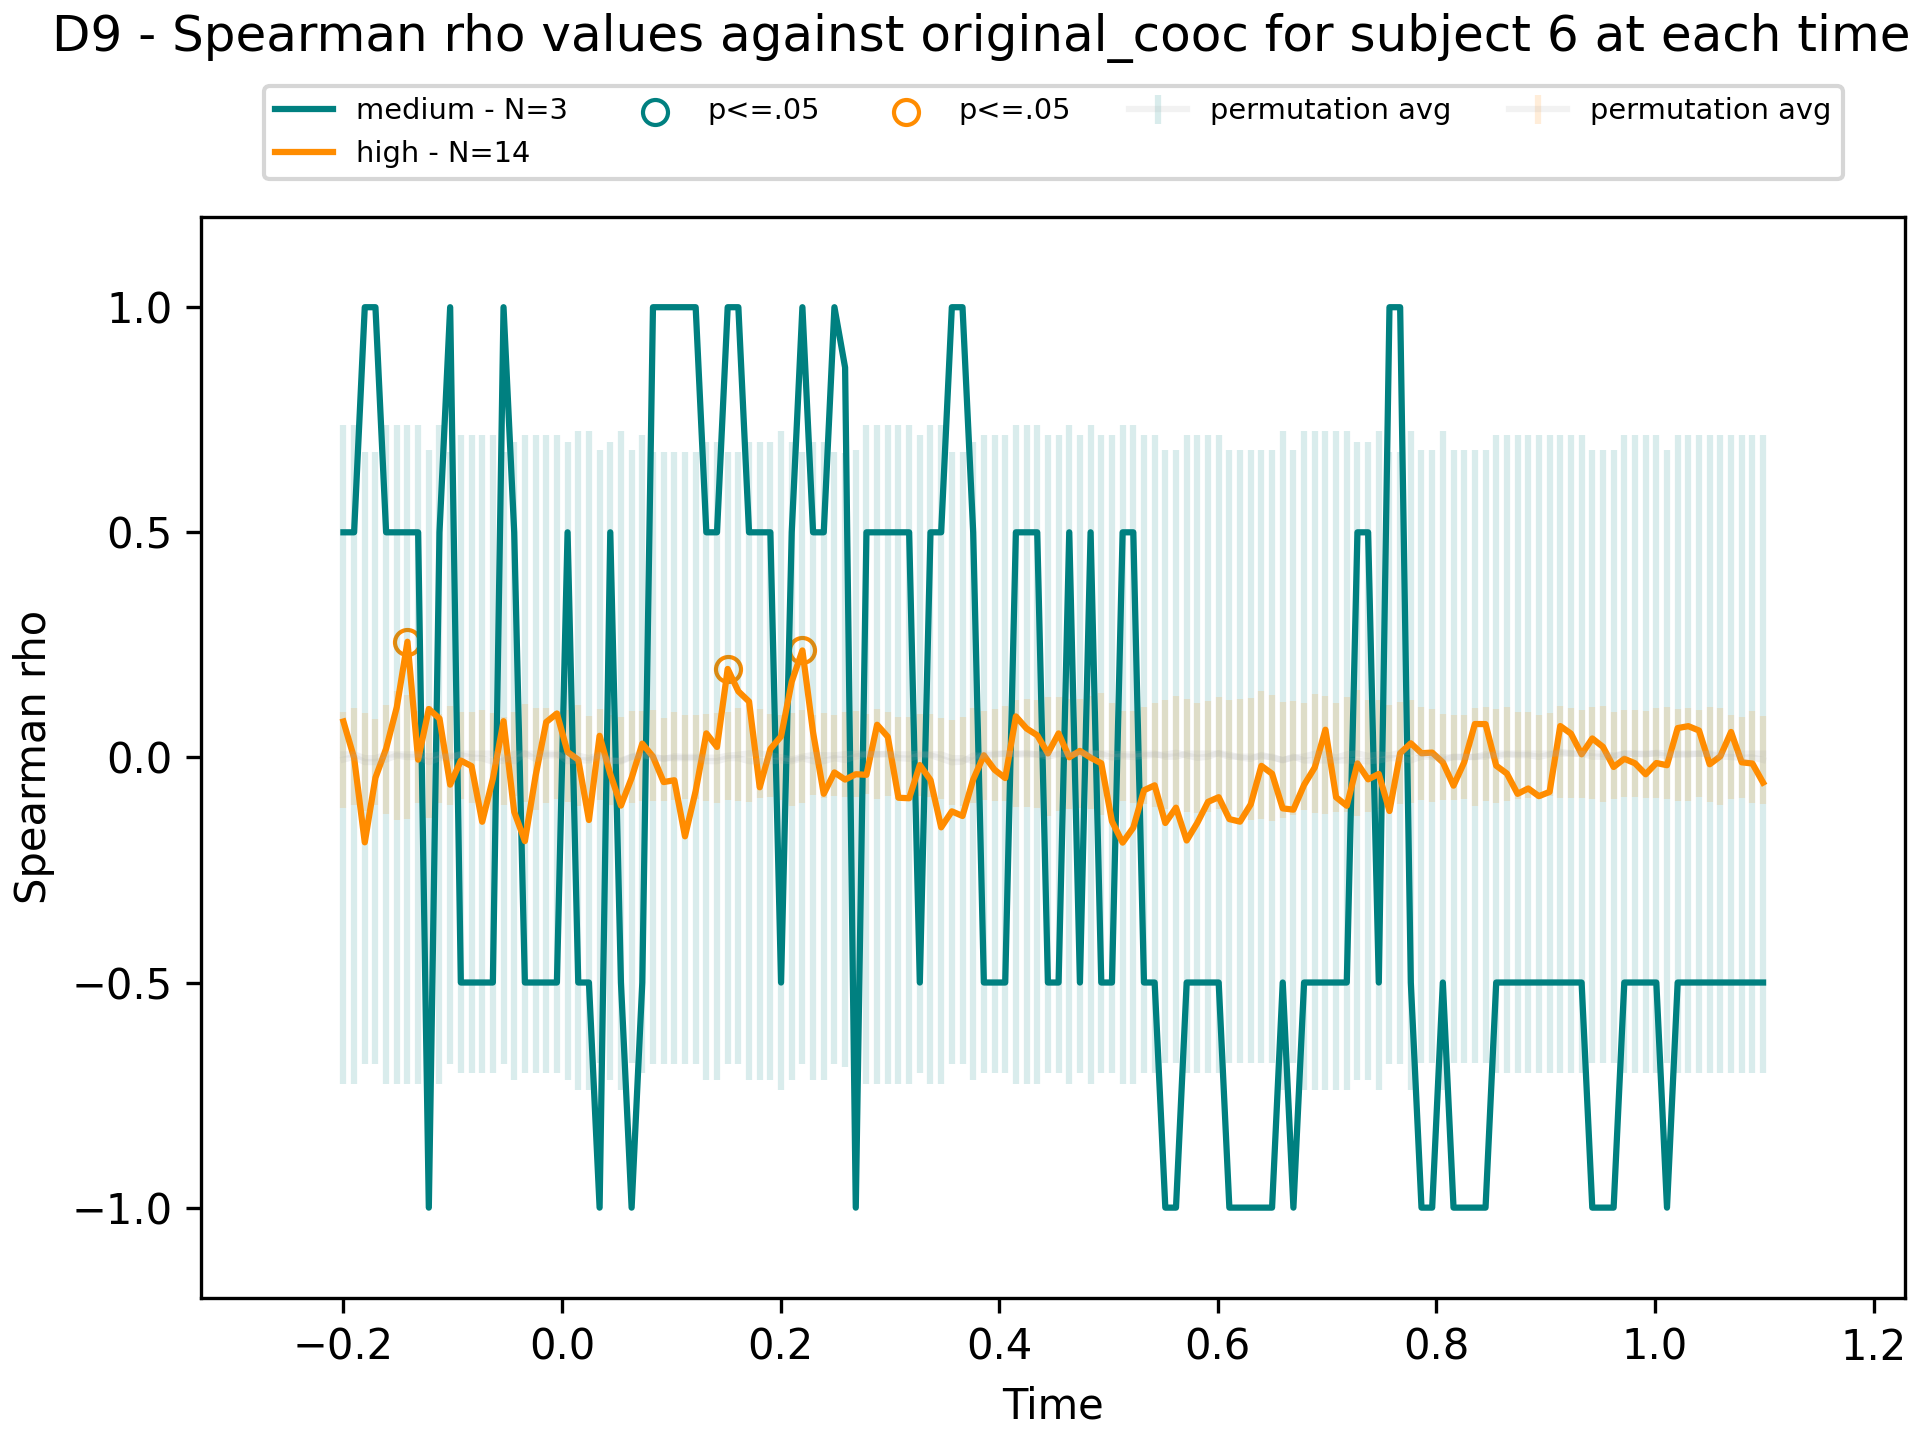 D9 - Spearman rho values against original_cooc for subject 6 at each time
medium - N=3
high - N=14
p<=.05
p<=.05
permutation avg
permutation avg
Spearman rho
1.0
0.5
0.0
−0.5
−1.0
−0.2
0.0
0.2
0.4
0.6
0.8
1.0
1.2
Time